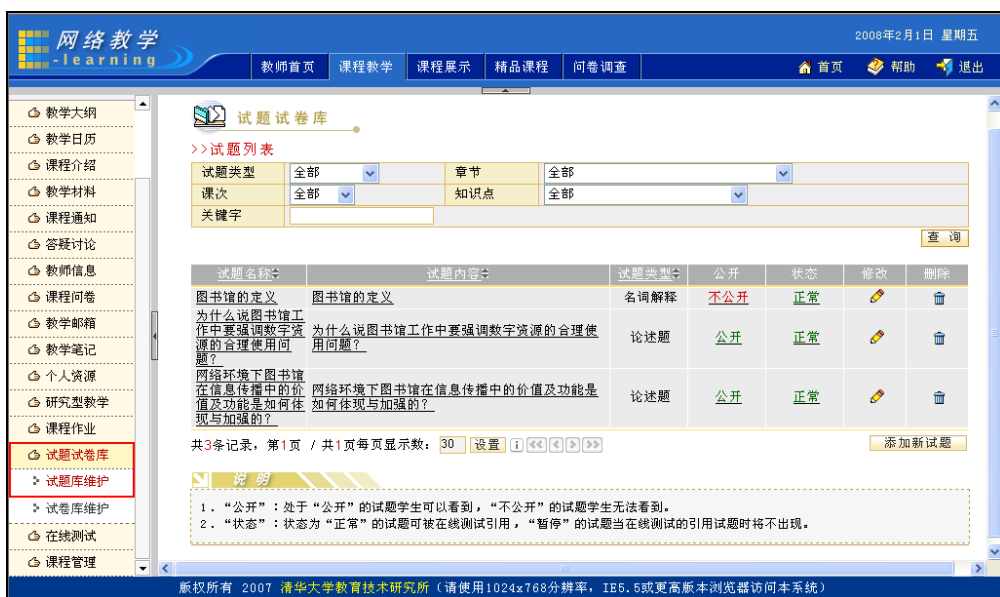 网络教学
-learning
2008年2月1日 星期五
教师首页 课程教学 课程展示 精品课程 问卷调查 首页 帮助 退出
教学大纲
教学日历
课程介绍
教学材料
课程通知
答疑讨论
教师信息
课程问卷
教学邮箱
教学笔记
个人资源
研究型教学
课程作业
试题试卷库
试题库维护
试卷库维护
在线测试
课程管理
试题试卷库
>>试题列表
试题类型 全部 章节 全部
课次 全部 知识点 全部
关键字
查 询
试题名称 试题内容 试题类型 公开 状态 修改 删除
图书馆的定义 图书馆的定义 名词解释 不公开 正常
为什么说图书馆工
作中要强调数字资
源的合理使用问
题？
为什么说图书馆工作中要强调数字资源的合理使
用问题？
论述题 公开 正常
网络环境下图书馆
在信息传播中的价
值及功能是如何体
现与加强的？
网络环境下图书馆在信息传播中的价值及功能是
如何体现与加强的？
论述题 公开 正常
共3条记录，第1页 / 共1页每页显示数： 30 设置
添加新试题
说 明
1．“公开”：处于“公开”的试题学生可以看到，“不公开”的试题学生无法看到。
2．“状态”：状态为“正常”的试题可被在线测试引用，“暂停”的试题当在线测试的引用试题时将不出现。
版权所有 2007 清华大学教育技术研究所（请使用1024x768分辨率，IE5.5或更高版本浏览器访问本系统）